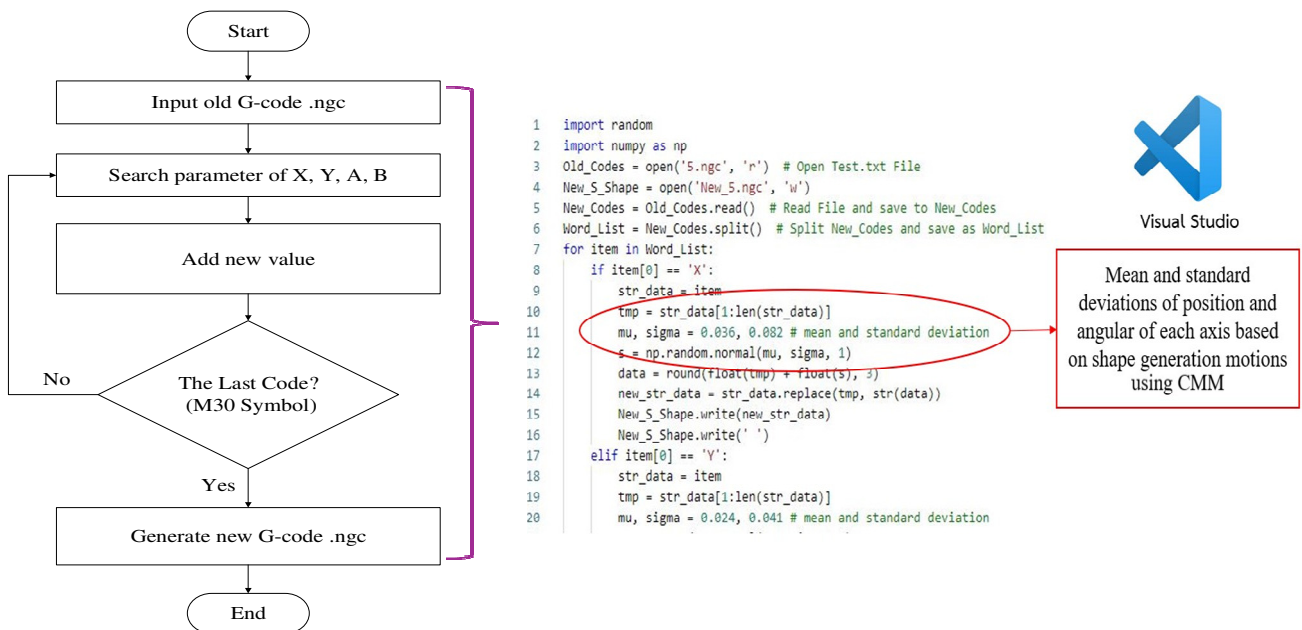 Start
Input old G-code .ngc
Search parameter of X, Y, A, B
Add new value
No
The Last Code?
(M30 Symbol)
Yes
Generate new G-code .ngc
End
1 import random
2 import numpy as np
3 Old_Codes = open('5.ngc', 'r') # Open Test.txt File
4 New_S_Shape = open('New_5.ngc', 'w')
5 New_Codes = Old_Codes.read() # Read File and save to New_Codes
6 Word_List = New_Codes.split() # Split New_Codes and save as Word_List
7 for item in Word_List:
8 if item[0] == 'X':
9 str_data = item
10 tmp = str_data[1:len(str_data)]
11 mu, sigma = 0.036, 0.082 # mean and standard deviation
12 s = np.random.normal(mu, sigma, 1)
13 data = round(float(tmp) + float(s), 3)
14 new_str_data = str_data.replace(tmp, str(data))
15 New_S_Shape.write(new_str_data)
16 New_S_Shape.write(' ')
17 elif item[0] == 'Y':
18 str_data = item
19 tmp = str_data[1:len(str_data)]
20 mu, sigma = 0.024, 0.041 # mean and standard deviation
Visual Studio
Mean and standard
deviations of position and
angular of each axis based
on shape generation motions
using CMM